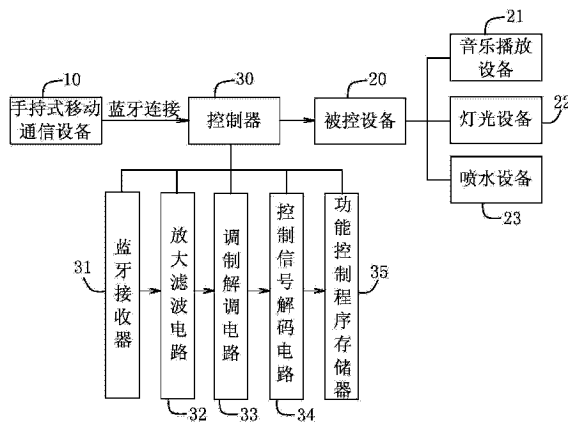 10
手持式移动
通信设备
蓝牙连接
30
控制器
20
被控设备
21
音乐播放
设备
灯光设备
22
喷水设备
23
31
蓝牙接收器
放大滤波电路
32
调制解调电路
33
控制信号解码电路
34
功能控制程序存储器
35